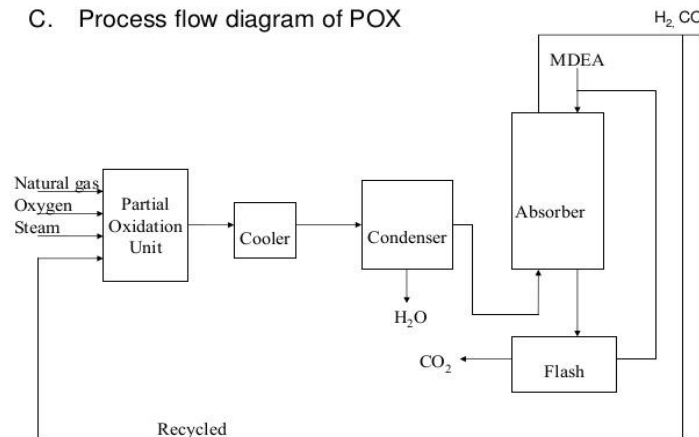 C. Process flow diagram of POX
H₂, CO
MDEA
Natural gas
Oxygen
Steam
Partial
Oxidation
Unit
Cooler
Condenser
Absorber
H₂O
CO₂
Flash
Recycled